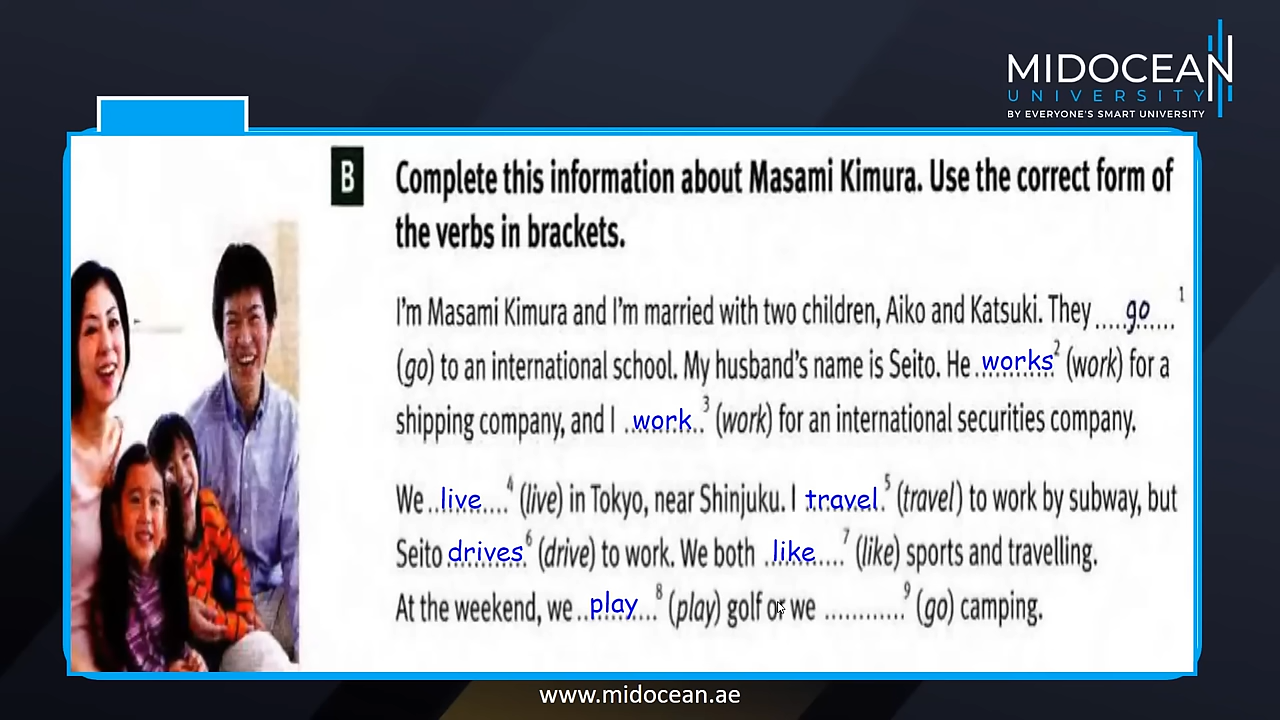 MIDOCEAN
UNIVERSITY
BY EVERYONE'S SMART UNIVERSITY
B Complete this information about Masami Kimura. Use the correct form of
the verbs in brackets.
I'm Masami Kimura and I'm married with two children, Aiko and Katsuki. They .....go...... 1
(go) to an international school. My husband's name is Seito. He works 2 (work) for a
shipping company, and I .work.. 3 (work) for an international securities company.
We ..live.... 4 (live) in Tokyo, near Shinjuku. I travel. 5 (travel) to work by subway, but
Seito drives 6 (drive) to work. We both .like.... 7 (like) sports and travelling.
At the weekend, we ..play... 8 (play) golf or we ............ 9 (go) camping.
www.midocean.ae